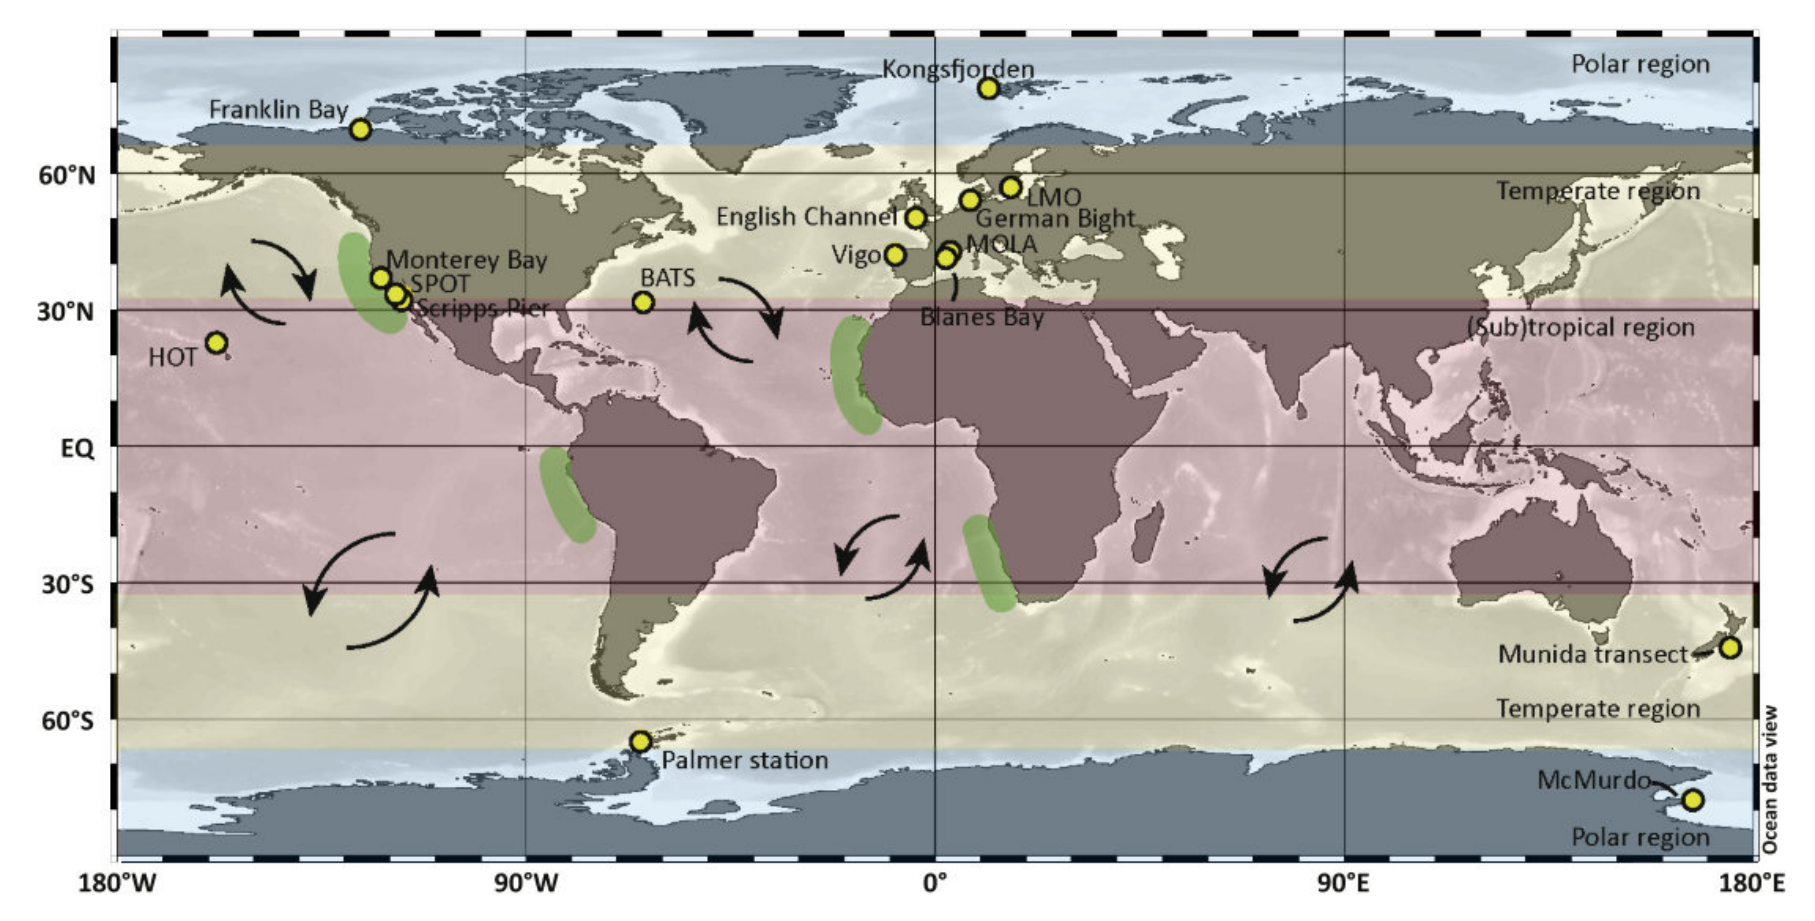 Kongsfjorden
Polar region
Franklin Bay
60°N
Temperate region
LMO
English Channel
German Bight
MOLA
Vigo
Monterey Bay
BATS
SPOT
Scripps Pier
30°N
Blanes Bay
(Sub)tropical region
HOT
EQ
30°S
Munida transect
60°S
Temperate region
Palmer station
McMurdo
Polar region
Ocean data view
180°W
90°W
0°
90°E
180°E